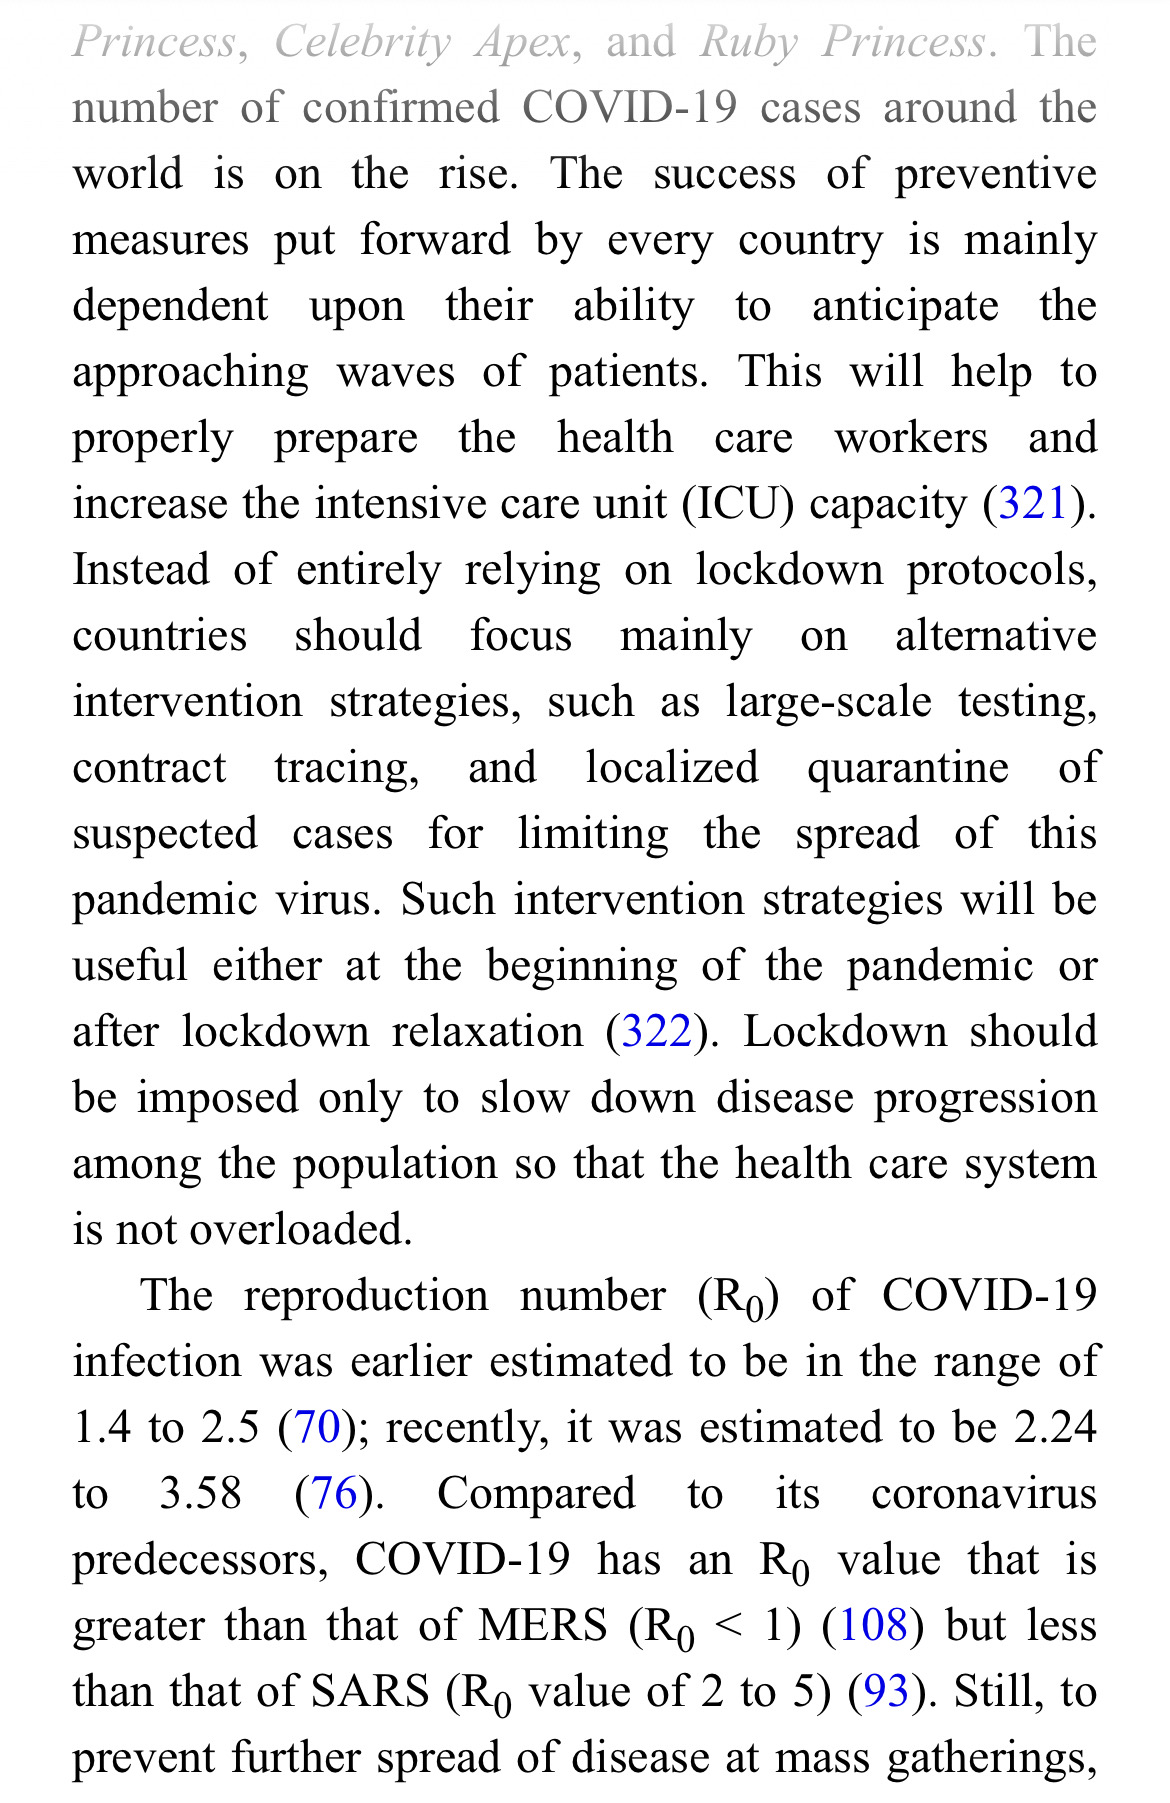 Princess, Celebrity Apex, and Ruby Princess. The
number of confirmed COVID-19 cases around the
world is on the rise. The success of preventive
measures put forward by every country is mainly
dependent upon their ability to anticipate the
approaching waves of patients. This will help to
properly prepare the health care workers and
increase the intensive care unit (ICU) capacity (321).
Instead of entirely relying on lockdown protocols,
countries should focus mainly on alternative
intervention strategies, such as large-scale testing,
contract tracing, and localized quarantine of
suspected cases for limiting the spread of this
pandemic virus. Such intervention strategies will be
useful either at the beginning of the pandemic or
after lockdown relaxation (322). Lockdown should
be imposed only to slow down disease progression
among the population so that the health care system
is not overloaded.
The reproduction number (R₀) of COVID-19
infection was earlier estimated to be in the range of
1.4 to 2.5 (70); recently, it was estimated to be 2.24
to 3.58 (76). Compared to its coronavirus
predecessors, COVID-19 has an R₀ value that is
greater than that of MERS (R₀ < 1) (108) but less
than that of SARS (R₀ value of 2 to 5) (93). Still, to
prevent further spread of disease at mass gatherings,